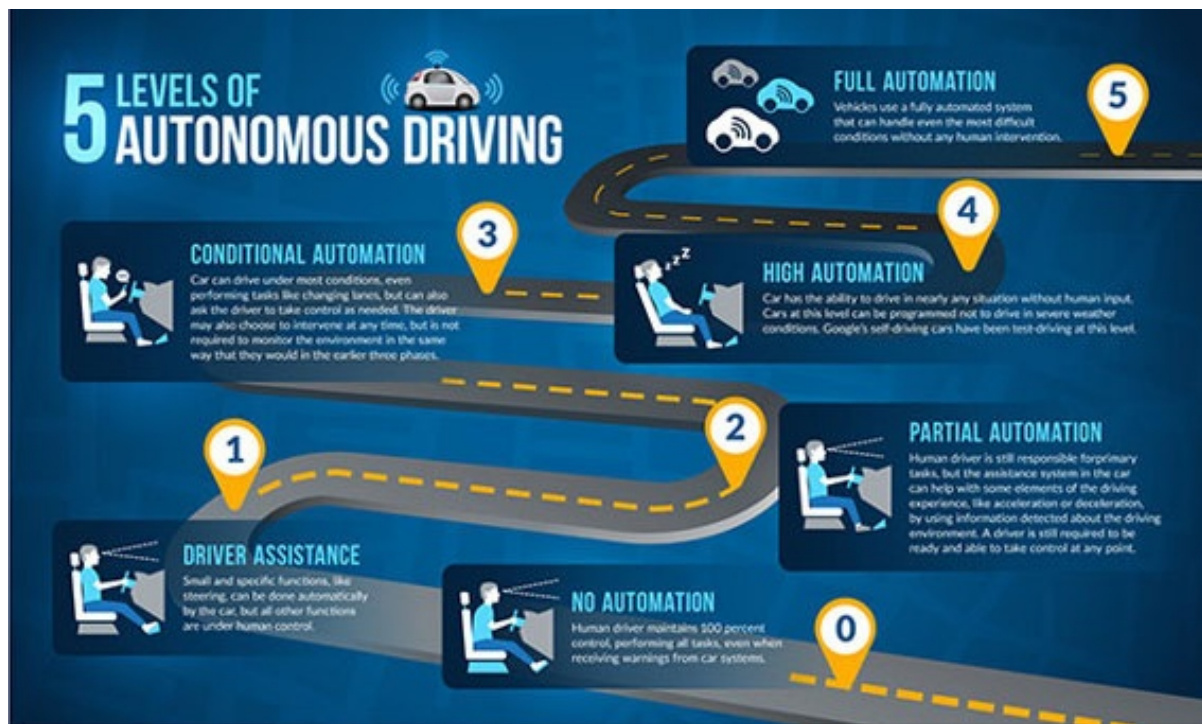 5 LEVELS OF
AUTONOMOUS DRIVING
FULL AUTOMATION
Vehicles use a fully automated system
that can handle even the most difficult
conditions without any human intervention.
5
4
HIGH AUTOMATION
Car has the ability to drive in nearly any situation without human input.
Cars at this level can be programmed not to drive in severe weather
conditions. Google's self-driving cars have been test-driving at this level.
zzz
3
CONDITIONAL AUTOMATION
Car can drive under most conditions, even
performing tasks like changing lanes, but can also
ask the driver to take control as needed. The driver
may also choose to intervene at any time, but is not
required to monitor the environment in the same
way that they would in the earlier three phases.
2
PARTIAL AUTOMATION
Human driver is still responsible forprimary
tasks, but the assistance system in the car
can help with some elements of the driving
experience, like acceleration or deceleration,
by using information detected about the driving
environment. A driver is still required to be
ready and able to take control at any point.
1
DRIVER ASSISTANCE
Small and specific functions, like
steering, can be done automatically
by the car, but all other functions
are under human control.
NO AUTOMATION
Human driver maintains 100 percent
control, performing all tasks, even when
receiving warnings from car systems.
0